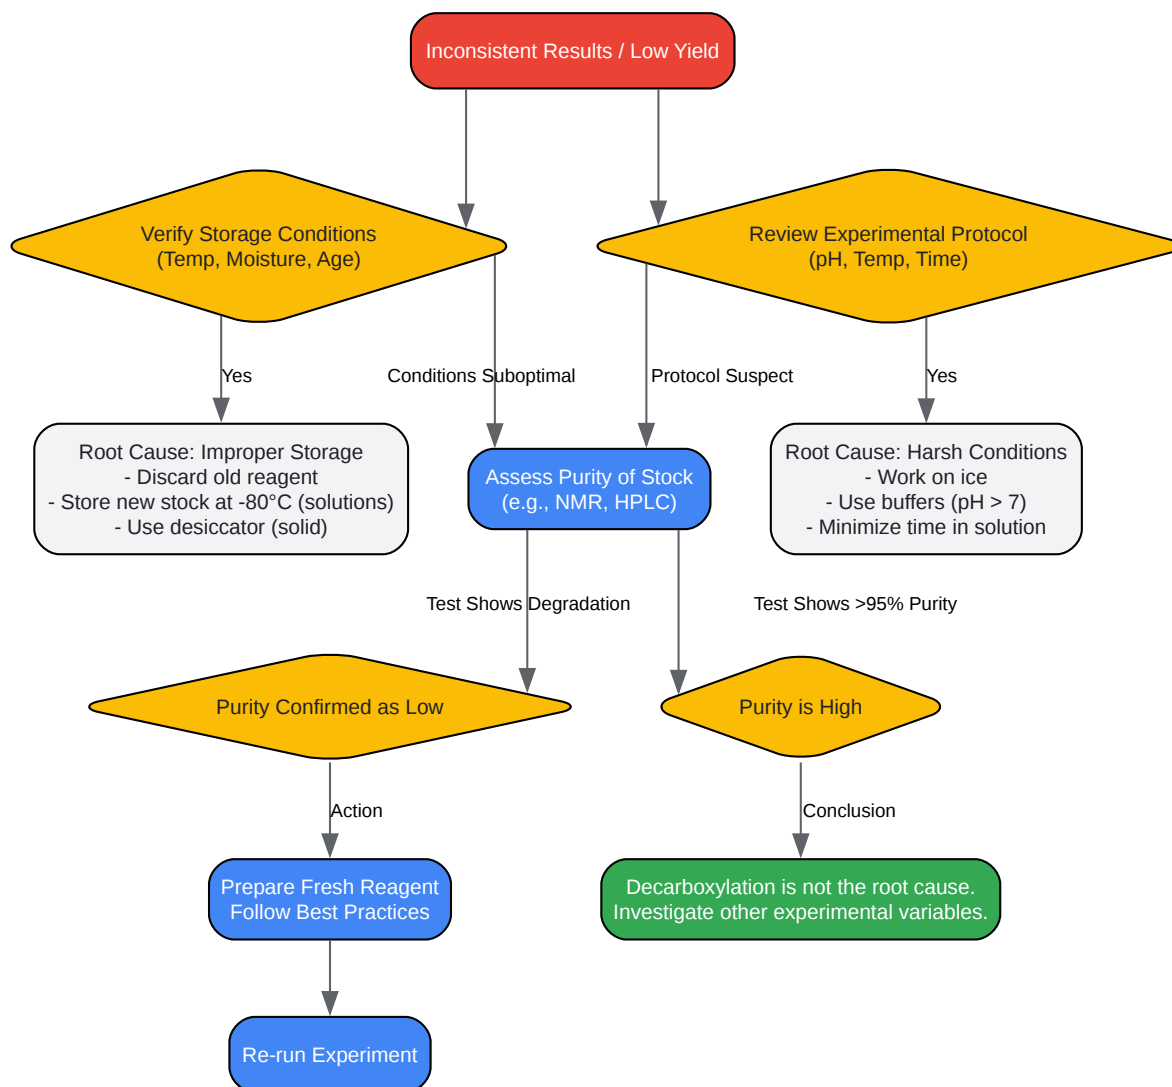 Inconsistent Results / Low Yield
Verify Storage Conditions
(Temp, Moisture, Age)
Review Experimental Protocol
(pH, Temp, Time)
Yes
Conditions Suboptimal
Protocol Suspect
Yes
Root Cause: Improper Storage
- Discard old reagent
- Store new stock at -80°C (solutions)
- Use desiccator (solid)
Assess Purity of Stock
(e.g., NMR, HPLC)
Root Cause: Harsh Conditions
- Work on ice
- Use buffers (pH > 7)
- Minimize time in solution
Test Shows Degradation
Test Shows >95% Purity
Purity Confirmed as Low
Purity is High
Action
Conclusion
Prepare Fresh Reagent
Follow Best Practices
Decarboxylation is not the root cause.
Investigate other experimental variables.
Re-run Experiment